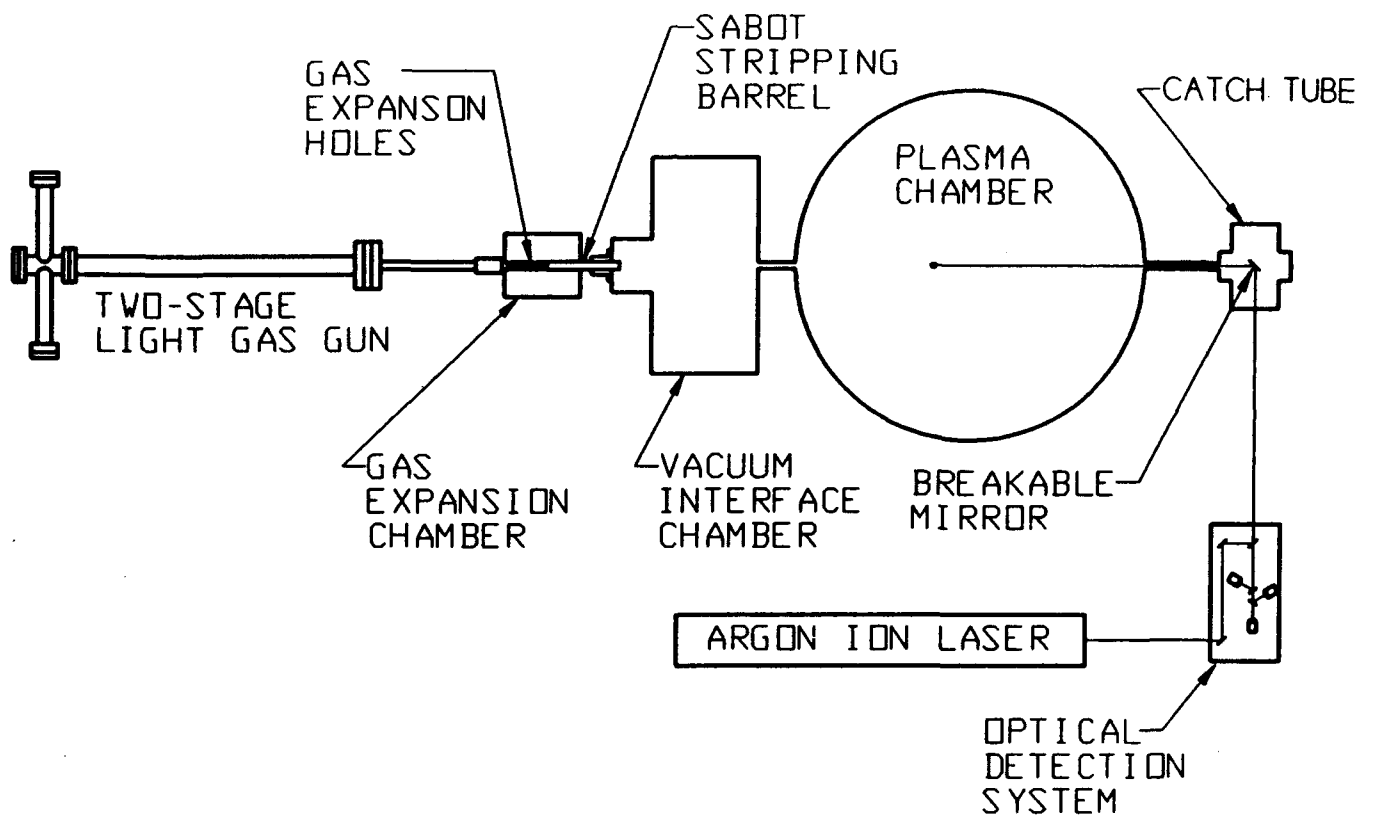 SABOT
STRIPPING
BARREL
GAS
EXPANSON
HOLES
CATCH TUBE
PLASMA
CHAMBER
TWO-STAGE
LIGHT GAS GUN
GAS
EXPANSION
CHAMBER
VACUUM
INTERFACE
CHAMBER
BREAKABLE
MIRROR
ARGON ION LASER
OPTICAL
DETECTION
SYSTEM